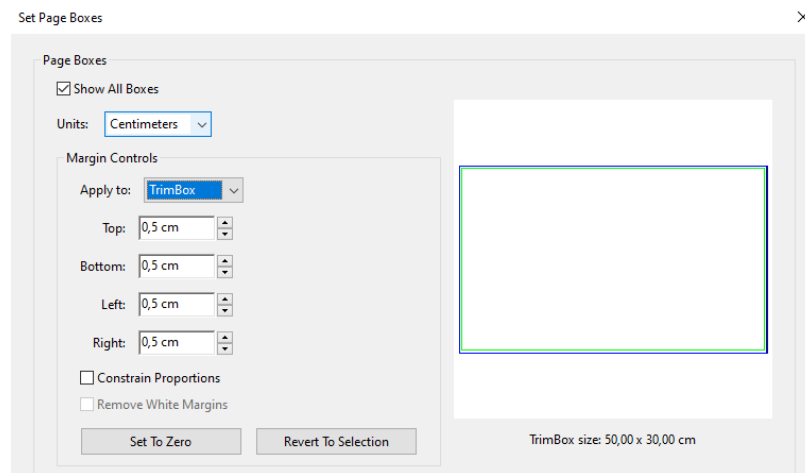 Set Page Boxes
Page Boxes
Show All Boxes
Units: Centimeters
Margin Controls
Apply to: TrimBox
Top: 0,5 cm
Bottom: 0,5 cm
Left: 0,5 cm
Right: 0,5 cm
Constrain Proportions
Remove White Margins
Set To Zero Revert To Selection
TrimBox size: 50,00 x 30,00 cm